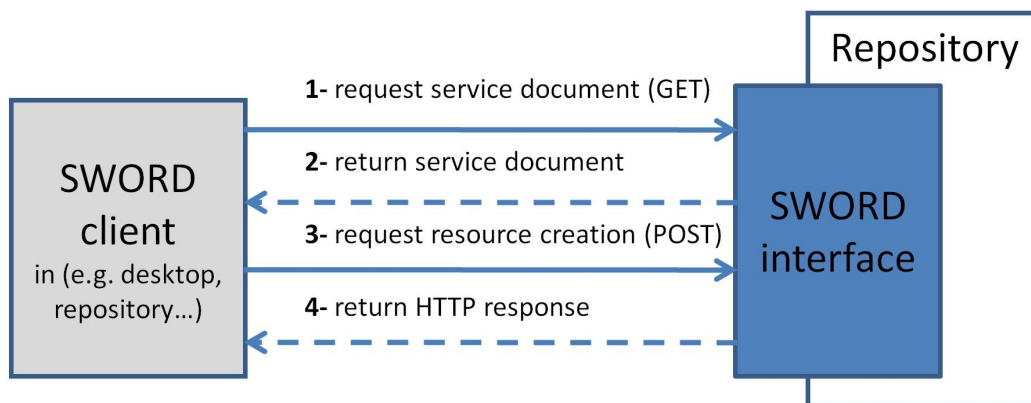 SWORD
client
in (e.g. desktop,
repository...)
1- request service document (GET)
2- return service document
3- request resource creation (POST)
4- return HTTP response
Repository
SWORD
interface